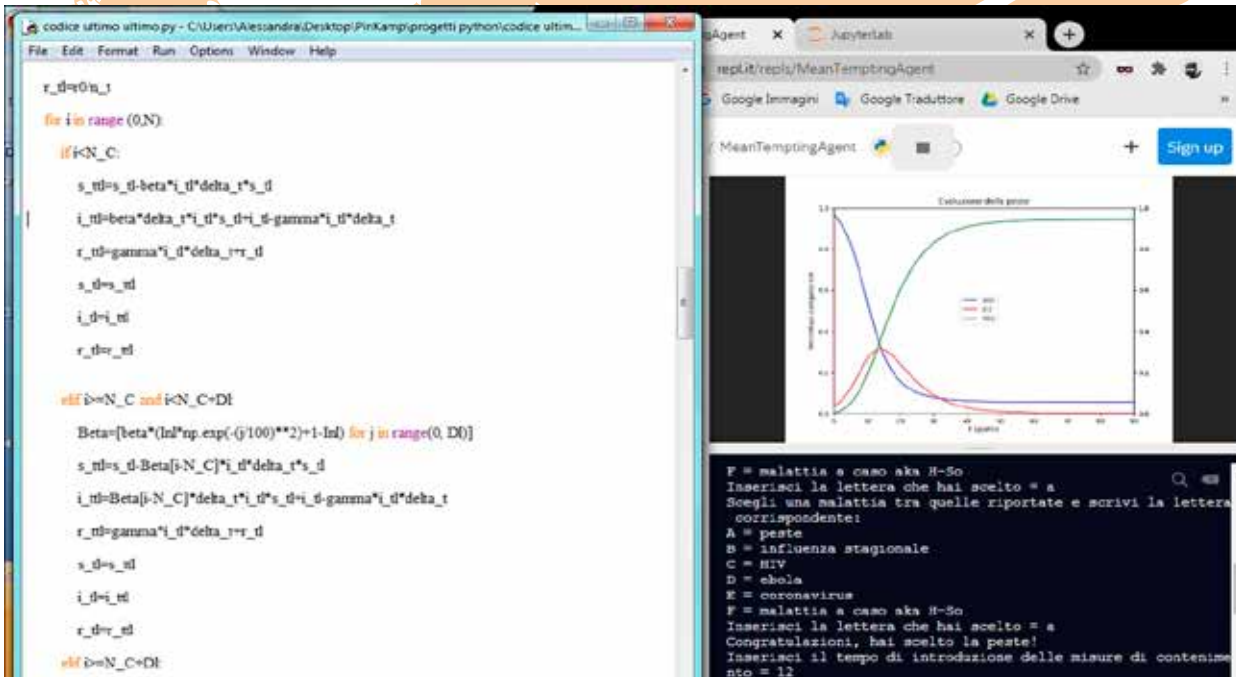 codice ultimo ultimo.py - C:\Users\Alessandra\Desktop\PinKamp\progetti python\codice ultim...
File Edit Format Run Options Window Help
r_tl=r0/n_t
for i in range (0,N):
if i<N_C:
s_ttl=s_tl-beta*i_tl*delta_t*s_tl
i_ttl=beta*delta_t*i_tl*s_tl+i_tl-gamma*i_tl*delta_t
r_ttl=gamma*i_tl*delta_t+r_tl
s_tl=s_ttl
i_tl=i_ttl
r_tl=r_ttl
elif i>=N_C and i<N_C+Dl:
Beta=[beta*(Inl*np.exp(-(j/100)**2)+1-Inl) for j in range(0, Dl)]
s_ttl=s_tl-Beta[i-N_C]*i_tl*delta_t*s_tl
i_ttl=Beta[i-N_C]*delta_t*i_tl*s_tl+i_tl-gamma*i_tl*delta_t
r_ttl=gamma*i_tl*delta_t+r_tl
s_tl=s_ttl
i_tl=i_ttl
r_tl=r_ttl
elif i>=N_C+Dl:
JupyterLab
repl.it/repls/MeanTemptingAgent
Google Immagini Google Traduttore Google Drive
/ MeanTemptingAgent
+ Sign up
Evoluzione della peste
F = malattia a caso aka H-So
Inserisci la lettera che hai scelto = a
Scegli una malattia tra quelle riportate e scrivi la lettera
corrispondente:
A = peste
B = influenza stagionale
C = HIV
D = ebola
E = coronavirus
F = malattia a caso aka H-So
Inserisci la lettera che hai scelto = a
Congratulazioni, hai scelto la peste!
Inserisci il tempo di introduzione delle misure di contenime
nto = 12